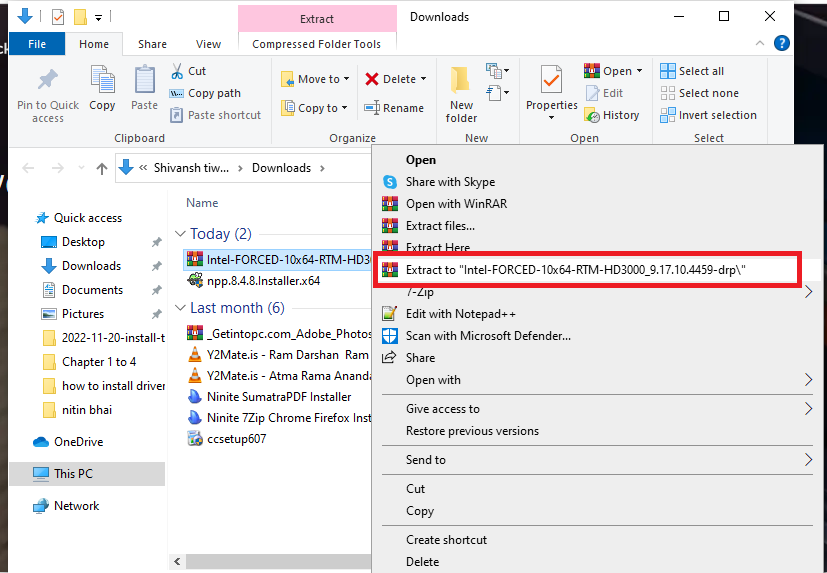 Extract
Downloads
File
Home
Share
View
Compressed Folder Tools
Pin to Quick
access
Copy
Paste
Cut
Copy path
Paste shortcut
Clipboard
Move to
Copy to
Delete
Rename
Organize
New
folder
New
Properties
Open
Edit
History
Open
Select all
Select none
Invert selection
Select
« Shivansh tiw... > Downloads >
Quick access
Desktop
Downloads
Documents
Pictures
2022-11-20-install-t
Chapter 1 to 4
how to install driver
nitin bhai
OneDrive
This PC
Network
Name
Today (2)
Intel-FORCED-10x64-RTM-HD30
npp.8.4.8.Installer.x64
Last month (6)
_Getintopc.com_Adobe_Photos
Y2Mate.is - Ram Darshan Ram
Y2Mate.is - Atma Rama Ananda
Ninite SumatraPDF Installer
Ninite 7Zip Chrome Firefox Inst
ccsetup607
Open
Share with Skype
Open with WinRAR
Extract files...
Extract Here
Extract to "Intel-FORCED-10x64-RTM-HD3000_9.17.10.4459-drp\"
7-Zip
Edit with Notepad++
Scan with Microsoft Defender...
Share
Open with
Give access to
Restore previous versions
Send to
Cut
Copy
Create shortcut
Delete